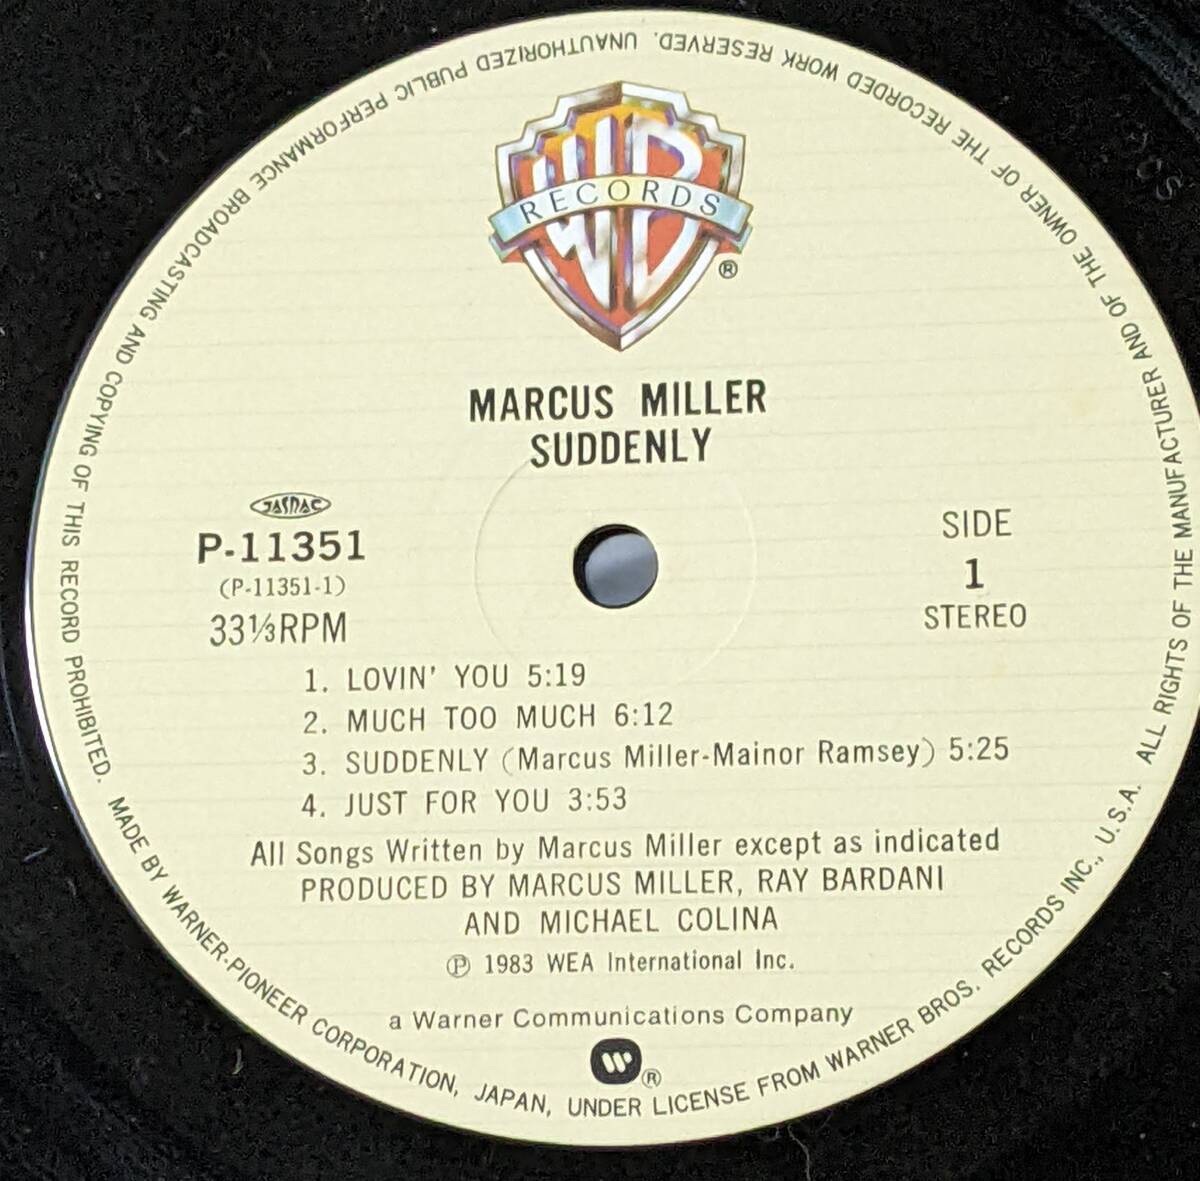 WB
RECORDS
®
MARCUS MILLER
SUDDENLY
JASRAC
P-11351
(P-11351-1)
33⅓RPM
SIDE
1
STEREO
1. LOVIN' YOU 5:19
2. MUCH TOO MUCH 6:12
3. SUDDENLY (Marcus Miller-Mainor Ramsey) 5:25
4. JUST FOR YOU 3:53
All Songs Written by Marcus Miller except as indicated
PRODUCED BY MARCUS MILLER, RAY BARDANI
AND MICHAEL COLINA
Ⓟ 1983 WEA International Inc.
a Warner Communications Company
®
MADE BY WARNER-PIONEER CORPORATION, JAPAN, UNDER LICENSE FROM WARNER BROS. RECORDS INC., U.S.A. ALL RIGHTS OF THE MANUFACTURER AND OF THE OWNER OF THE RECORDED WORK RESERVED. UNAUTHORIZED PUBLIC PERFORMANCE BROADCASTING AND COPYING OF THIS RECORD PROHIBITED.